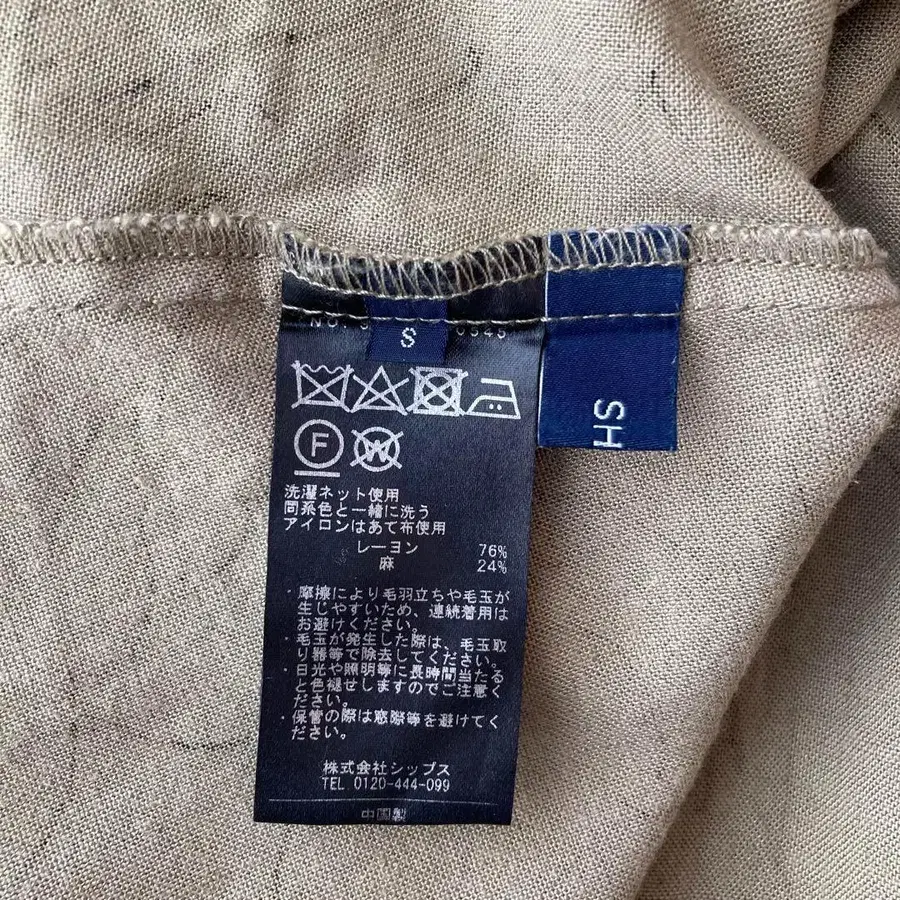 S
SH
F
W
洗濯ネット使用
同系色と一緒に洗う
アイロンはあて布使用
レーヨン 76%
麻 24%
・摩擦により毛羽立ちや毛玉が
生じやすいため、連続着用は
お避けください。
・毛玉が発生した際は、毛玉取
り器等で除去してください。
・日光や照明等に長時間当たる
と色褪せしますのでご注意く
ださい。
・保管の際は窓際等を避けてく
ださい。
株式会社シップス
TEL 0120-444-099
中国製